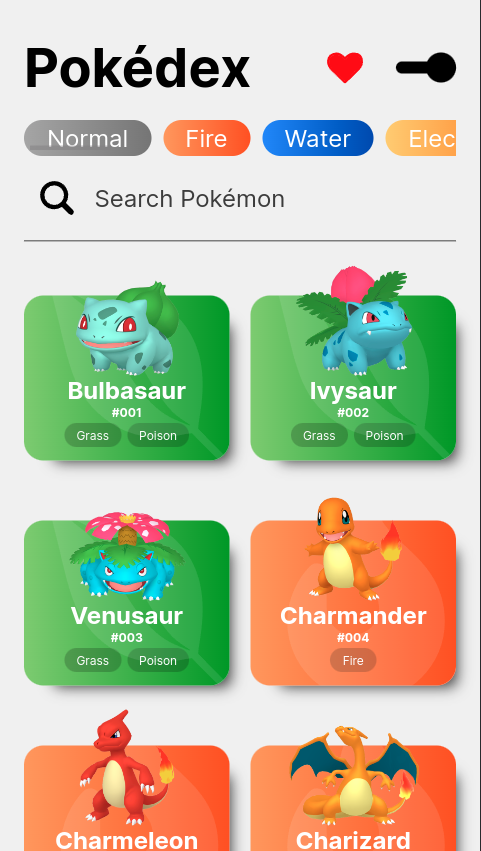 Pokédex
Normal Fire Water Elec
Search Pokémon
Bulbasaur
#001
Grass Poison
Ivysaur
#002
Grass Poison
Venusaur
#003
Grass Poison
Charmander
#004
Fire
Charmeleon
Charizard